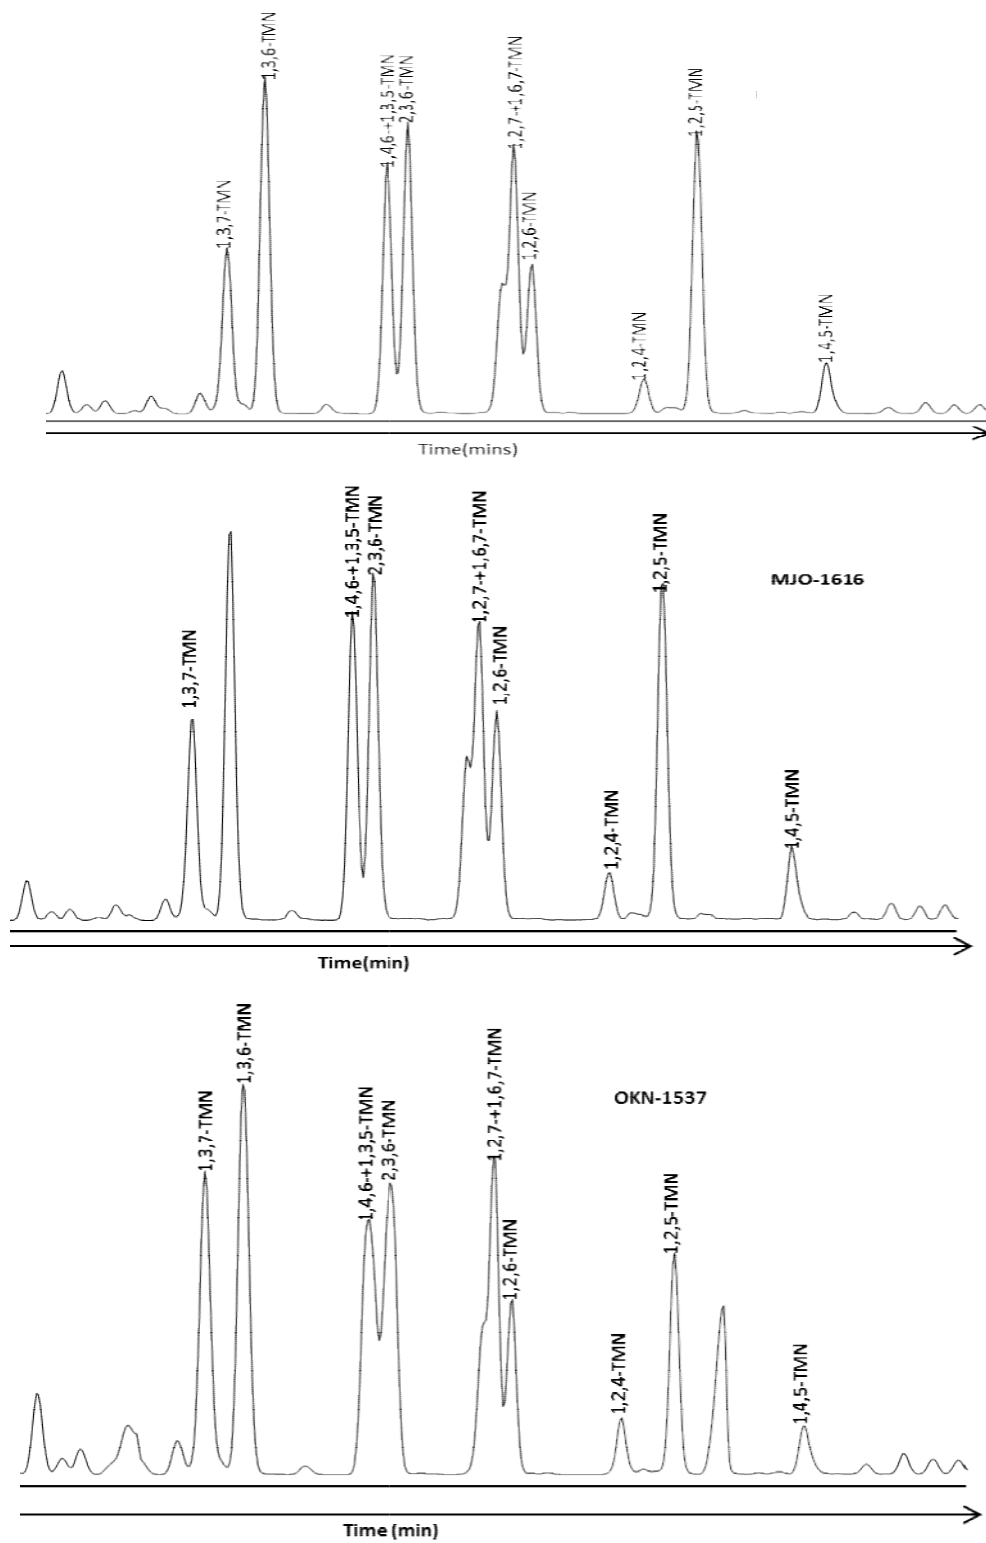 1,3,7-TMN
1,3,6-TMN
1,4,6-+1,3,5-TMN
2,3,6-TMN
1,2,7-+1,6,7-TMN
1,2,6-TMN
1,2,4-TMN
1,2,5-TMN
1,4,5-TMN
Time(mins)
1,3,7-TMN
1,4,6-+1,3,5-TMN
2,3,6-TMN
1,2,7-+1,6,7-TMN
1,2,6-TMN
1,2,4-TMN
1,2,5-TMN
1,4,5-TMN
MJO-1616
Time(min)
1,3,7-TMN
1,3,6-TMN
1,4,6-+1,3,5-TMN
2,3,6-TMN
1,2,7-+1,6,7-TMN
1,2,6-TMN
1,2,4-TMN
1,2,5-TMN
1,4,5-TMN
OKN-1537
Time (min)